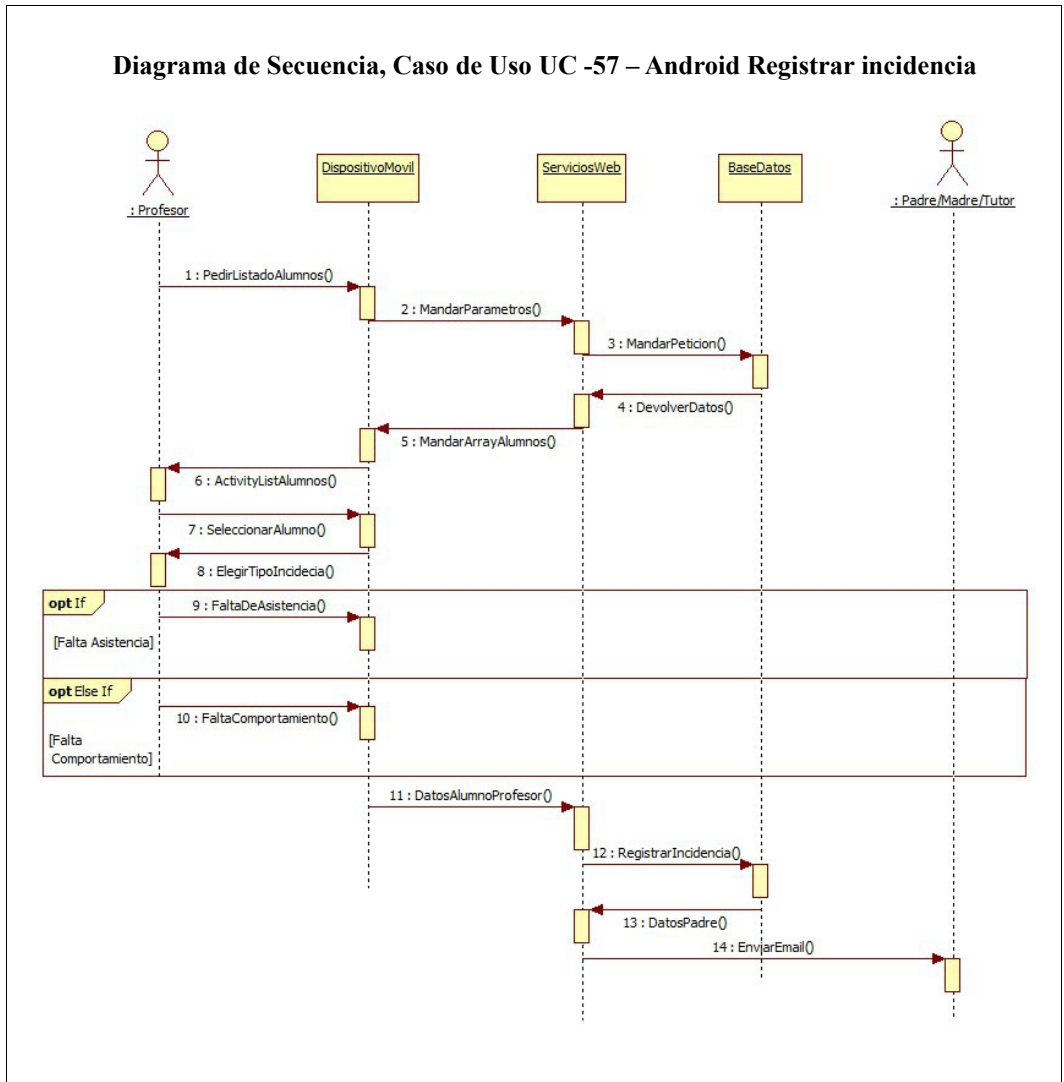 Diagrama de Secuencia, Caso de Uso UC -57 – Android Registrar incidencia
: Profesor
DispositivoMovil
ServiciosWeb
BaseDatos
: Padre/Madre/Tutor
1 : PedirListadoAlumnos()
2 : MandarParametros()
3 : MandarPeticion()
4 : DevolverDatos()
5 : MandarArrayAlumnos()
6 : ActivityListAlumnos()
7 : SeleccionarAlumno()
8 : ElegirTipoIncidecia()
opt If
9 : FaltaDeAsistencia()
[Falta Asistencia]
opt Else If
10 : FaltaComportamiento()
[Falta
Comportamiento]
11 : DatosAlumnoProfesor()
12 : RegistrarIncidencia()
13 : DatosPadre()
14 : EnviarEmail()